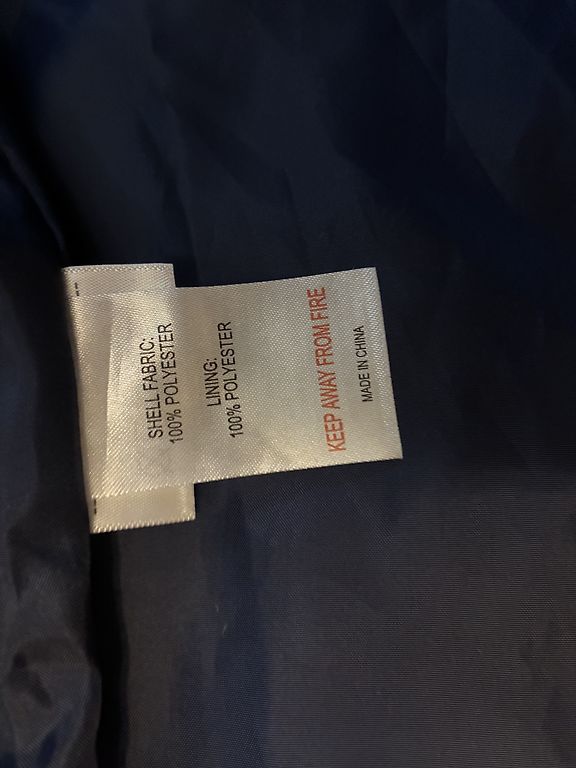 SHELL FABRIC:
100% POLYESTER
LINING:
100% POLYESTER
KEEP AWAY FROM FIRE
MADE IN CHINA